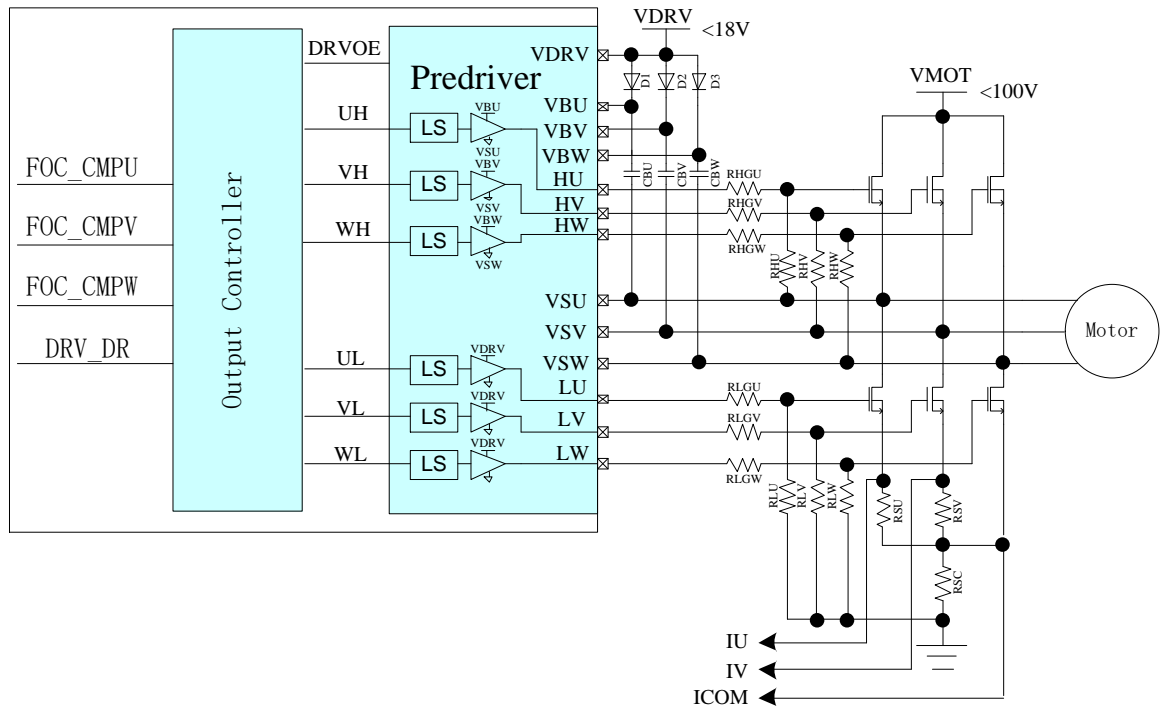 VDRV
<18V
VMOT
<100V
DRVOE
Predriver
VDRV
D1
D2
D3
VBU
VBV
VBW
CBU
CBV
CBW
UH
LS
VBU
VSU
HU
RHGU
FOC_CMPU
VH
LS
VBV
VSV
HV
RHGV
FOC_CMPV
WH
LS
VBW
VSW
HW
RHGW
RHU
RHV
RHW
Output Controller
FOC_CMPW
VSU
VSV
VSW
Motor
DRV_DR
UL
LS
VDRV
LU
RLGU
VL
LS
VDRV
LV
RLGV
WL
LS
VDRV
LW
RLGW
RLU
RLV
RLW
RSU
RSV
RSC
IU
IV
ICOM